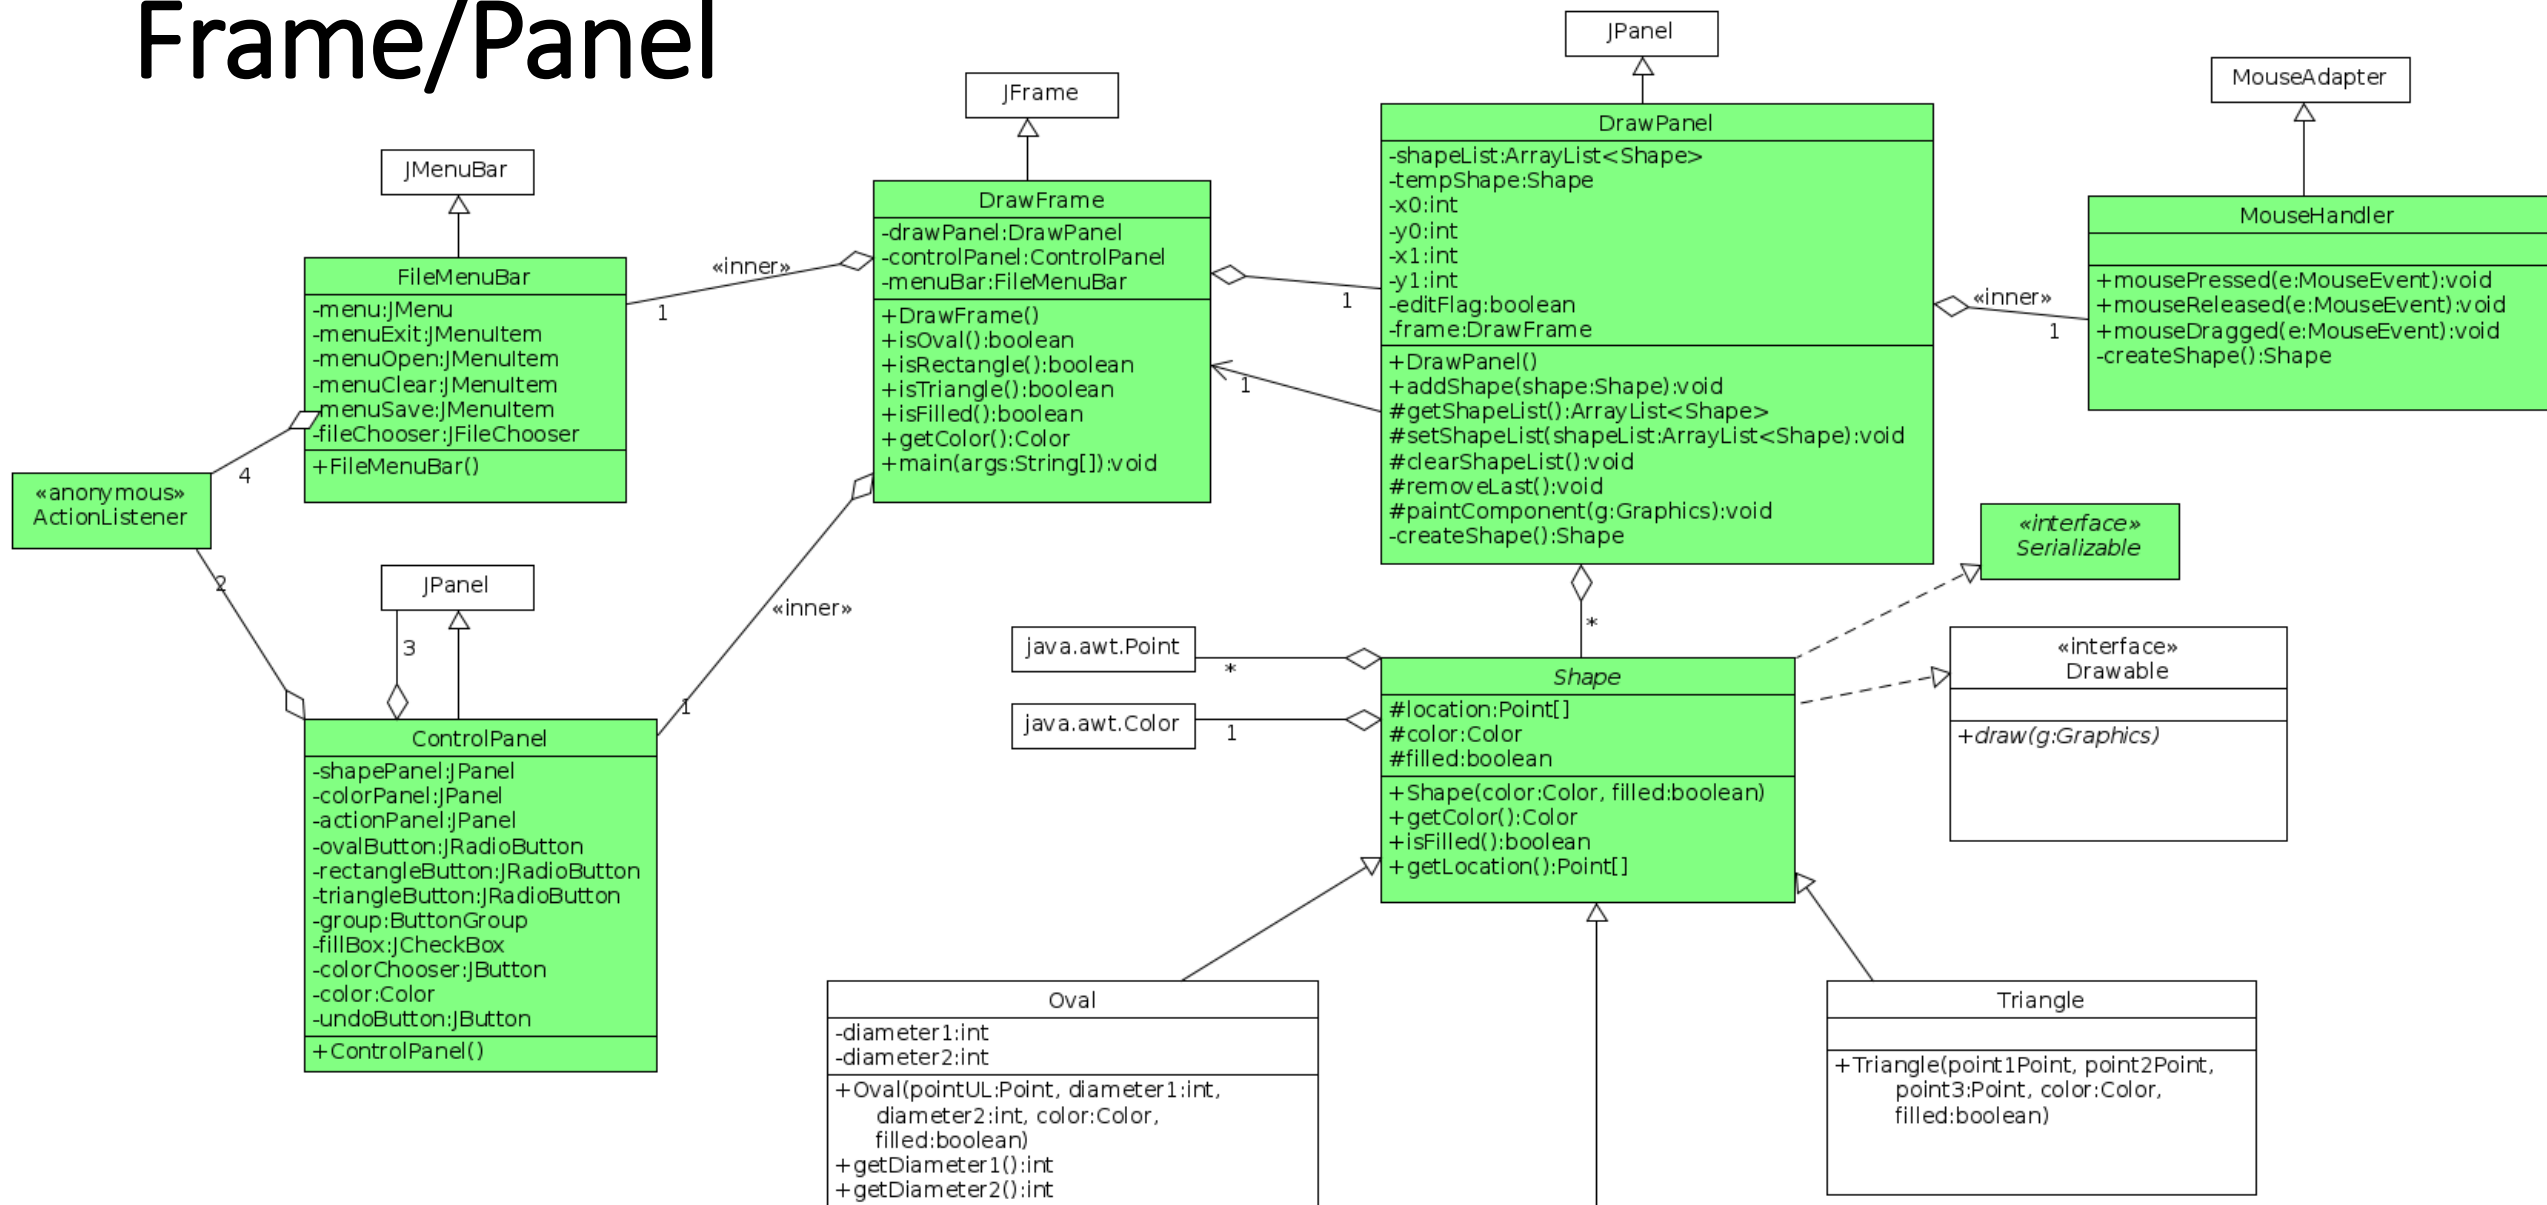 Frame/Panel
JPanel
MouseAdapter
JFrame
JMenuBar
FileMenuBar
-menu:JMenu
-menuExit:JMenuItem
-menuOpen:JMenuItem
-menuClear:JMenuItem
-menuSave:JMenuItem
-fileChooser:JFileChooser
+FileMenuBar()
«inner»
1
DrawFrame
-drawPanel:DrawPanel
-controlPanel:ControlPanel
-menuBar:FileMenuBar
+DrawFrame()
+isOval():boolean
+isRectangle():boolean
+isTriangle():boolean
+isFilled():boolean
+getColor():Color
+main(args:String[]):void
1
1
DrawPanel
-shapeList:ArrayList<Shape>
-tempShape:Shape
-x0:int
-y0:int
-x1:int
-y1:int
-editFlag:boolean
-frame:DrawFrame
+DrawPanel()
+addShape(shape:Shape):void
#getShapeList():ArrayList<Shape>
#setShapeList(shapeList:ArrayList<Shape):void
#clearShapeList():void
#removeLast():void
#paintComponent(g:Graphics):void
-createShape():Shape
«inner»
1
MouseHandler
+mousePressed(e:MouseEvent):void
+mouseReleased(e:MouseEvent):void
+mouseDragged(e:MouseEvent):void
-createShape():Shape
4
«anonymous»
ActionListener
2
JPanel
3
«inner»
1
ControlPanel
-shapePanel:JPanel
-colorPanel:JPanel
-actionPanel:JPanel
-ovalButton:JRadioButton
-rectangleButton:JRadioButton
-triangleButton:JRadioButton
-group:ButtonGroup
-fillBox:JCheckBox
-colorChooser:JButton
-color:Color
-undoButton:JButton
+ControlPanel()
*
java.awt.Point
*
java.awt.Color
1
Shape
#location:Point[]
#color:Color
#filled:boolean
+Shape(color:Color, filled:boolean)
+getColor():Color
+isFilled():boolean
+getLocation():Point[]
«interface»
Serializable
«interface»
Drawable
+draw(g:Graphics)
Oval
-diameter1:int
-diameter2:int
+Oval(pointUL:Point, diameter1:int,
diameter2:int, color:Color,
filled:boolean)
+getDiameter1():int
+getDiameter2():int
Triangle
+Triangle(point1Point, point2Point,
point3:Point, color:Color,
filled:boolean)